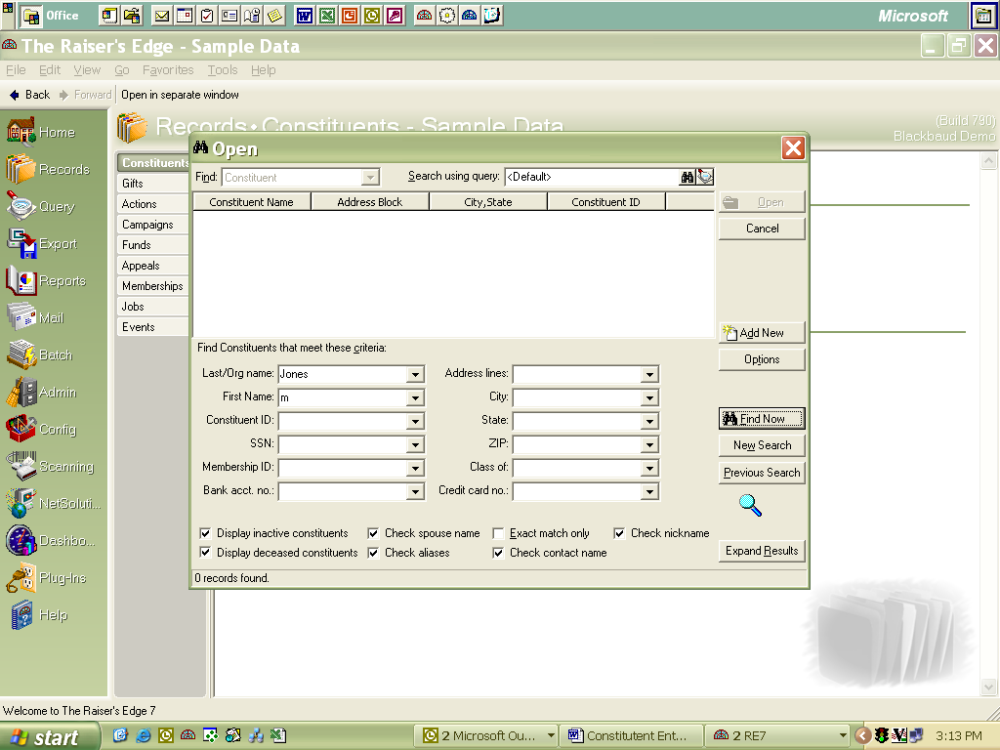 Office
Microsoft
The Raiser's Edge - Sample Data
File Edit View Go Favorites Tools Help
Back Forward Open in separate window
Records • Constituents - Sample Data
(Build 790)
Blackbaud Demo
Home
Records
Query
Export
Reports
Mail
Batch
Admin
Config
Scanning
NetSoluti...
Dashbo...
Plug-Ins
Help
Constituents
Gifts
Actions
Campaigns
Funds
Appeals
Memberships
Jobs
Events
Open
Find: Constituent Search using query: <Default>
Constituent Name Address Block City,State Constituent ID
Open
Cancel
Add New
Options
Find Now
New Search
Previous Search
Expand Results
Find Constituents that meet these criteria:
Last/Org name: Jones Address lines:
First Name: m City:
Constituent ID: State:
SSN: ZIP:
Membership ID: Class of:
Bank acct. no.: Credit card no.:
Display inactive constituents Check spouse name Exact match only Check nickname
Display deceased constituents Check aliases Check contact name
0 records found.
Welcome to The Raiser's Edge 7
start 2 Microsoft Ou... Constitutent Ent... 2 RE7 3:13 PM